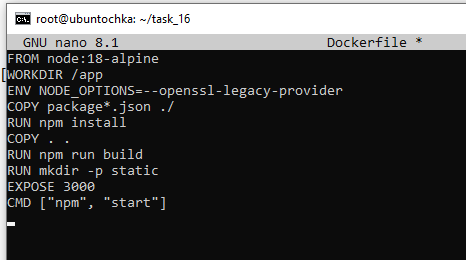 root@ubuntochka: ~/task_16
GNU nano 8.1 Dockerfile *
FROM node:18-alpine
WORKDIR /app
ENV NODE_OPTIONS=--openssl-legacy-provider
COPY package*.json ./
RUN npm install
COPY . .
RUN npm run build
RUN mkdir -p static
EXPOSE 3000
CMD ["npm", "start"]